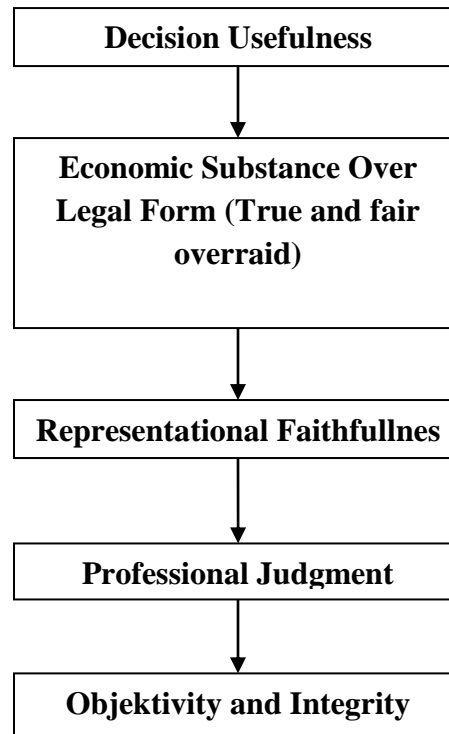 Decision Usefulness
Economic Substance Over
Legal Form (True and fair
overraid)
Representational Faithfullnes
Professional Judgment
Objektivity and Integrity